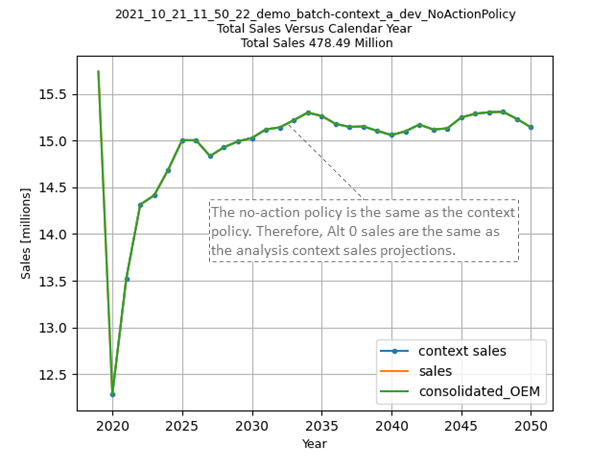 2021_10_21_11_50_22_demo_batch-context_a_dev_NoActionPolicy
Total Sales Versus Calendar Year
Total Sales 478.49 Million
15.5
15.0
14.5
14.0
13.5
13.0
12.5
Sales [millions]
The no-action policy is the same as the context
policy. Therefore, Alt 0 sales are the same as
the analysis context sales projections.
context sales
sales
consolidated_OEM
2020 2025 2030 2035 2040 2045 2050
Year